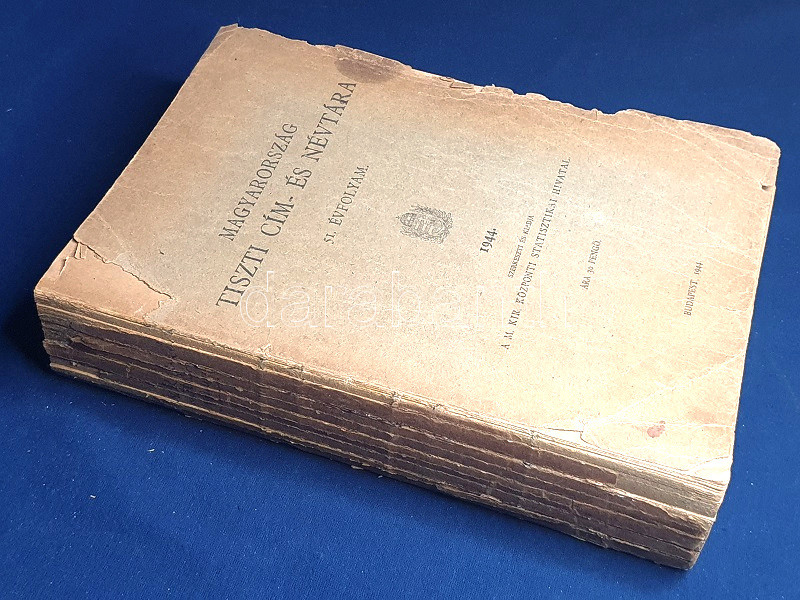 MAGYARORSZÁG
TISZTI CÍM- ÉS NÉVTÁRA
51. ÉVFOLYAM.
1944.
SZERKESZTI ÉS KIADJA
A M. KIR. KÖZPONTI STATISZTIKAI HIVATAL.
ÁRA 30 PENGŐ.
BUDAPEST, 1944.